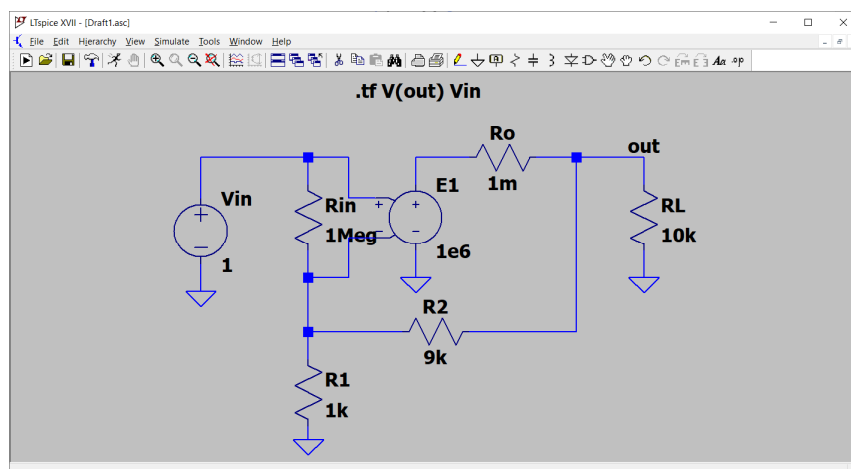 LTspice XVII - [Draft1.asc]
File Edit Hierarchy View Simulate Tools Window Help
.tf V(out) Vin
Ro
out
1m
E1
Vin
Rin
RL
1Meg
10k
1e6
1
R2
9k
R1
1k